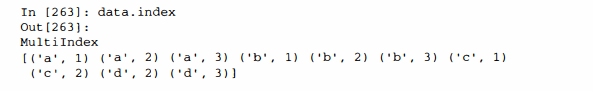 In [263]: data.index
Out[263]:
MultiIndex
[('a', 1) ('a', 2) ('a', 3) ('b', 1) ('b', 2) ('b', 3) ('c', 1)
('c', 2) ('d', 2) ('d', 3)]